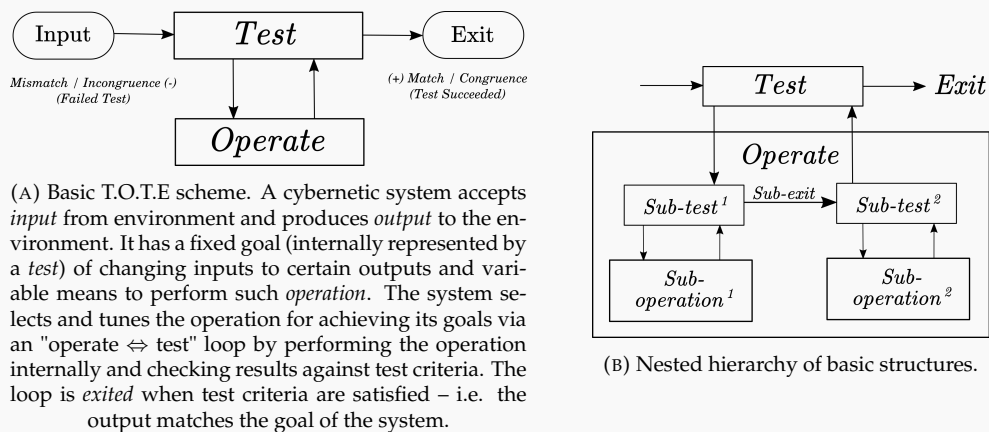 Input
Test
Exit
Mismatch / Incongruence (-)
(Failed Test)
(+) Match / Congruence
(Test Succeeded)
Operate
(A) Basic T.O.T.E scheme. A cybernetic system accepts
input from environment and produces output to the en-
vironment. It has a fixed goal (internally represented by
a test) of changing inputs to certain outputs and vari-
able means to perform such operation. The system se-
lects and tunes the operation for achieving its goals via
an "operate ⇔ test" loop by performing the operation
internally and checking results against test criteria. The
loop is exited when test criteria are satisfied – i.e. the
output matches the goal of the system.
Test
Exit
Operate
Sub-test¹
Sub-exit
Sub-test²
Sub-
operation¹
Sub-
operation²
(B) Nested hierarchy of basic structures.